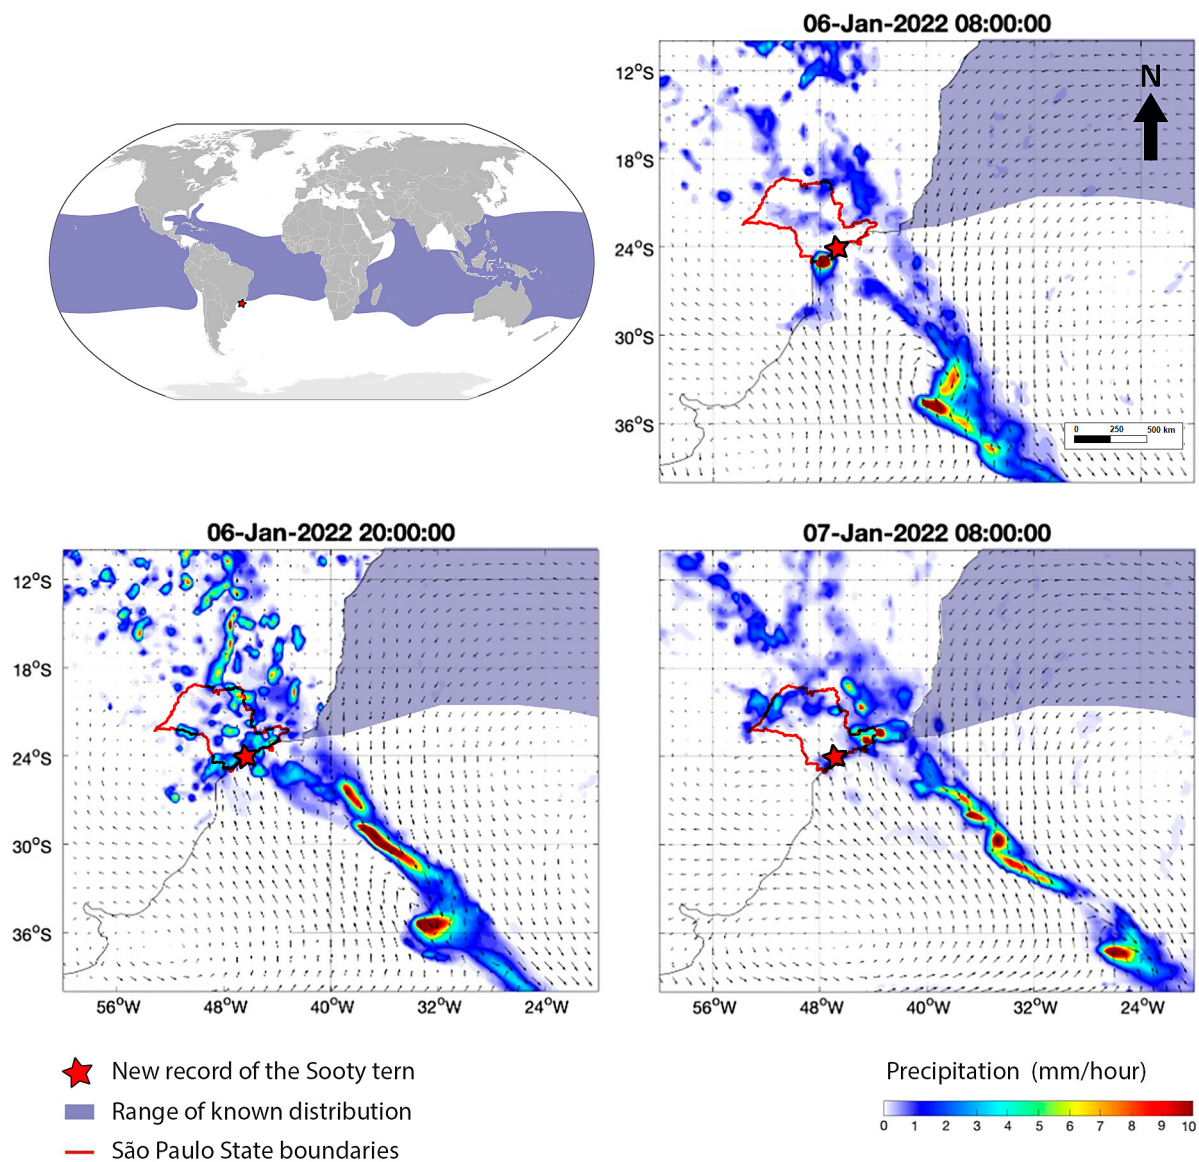 06-Jan-2022 08:00:00
N
12°S
18°S
24°S
30°S
36°S
0 250 500 km
06-Jan-2022 20:00:00
12°S
18°S
24°S
30°S
36°S
56°W 48°W 40°W 32°W 24°W
07-Jan-2022 08:00:00
56°W 48°W 40°W 32°W 24°W
New record of the Sooty tern
Range of known distribution
São Paulo State boundaries
Precipitation (mm/hour)
0 1 2 3 4 5 6 7 8 9 10